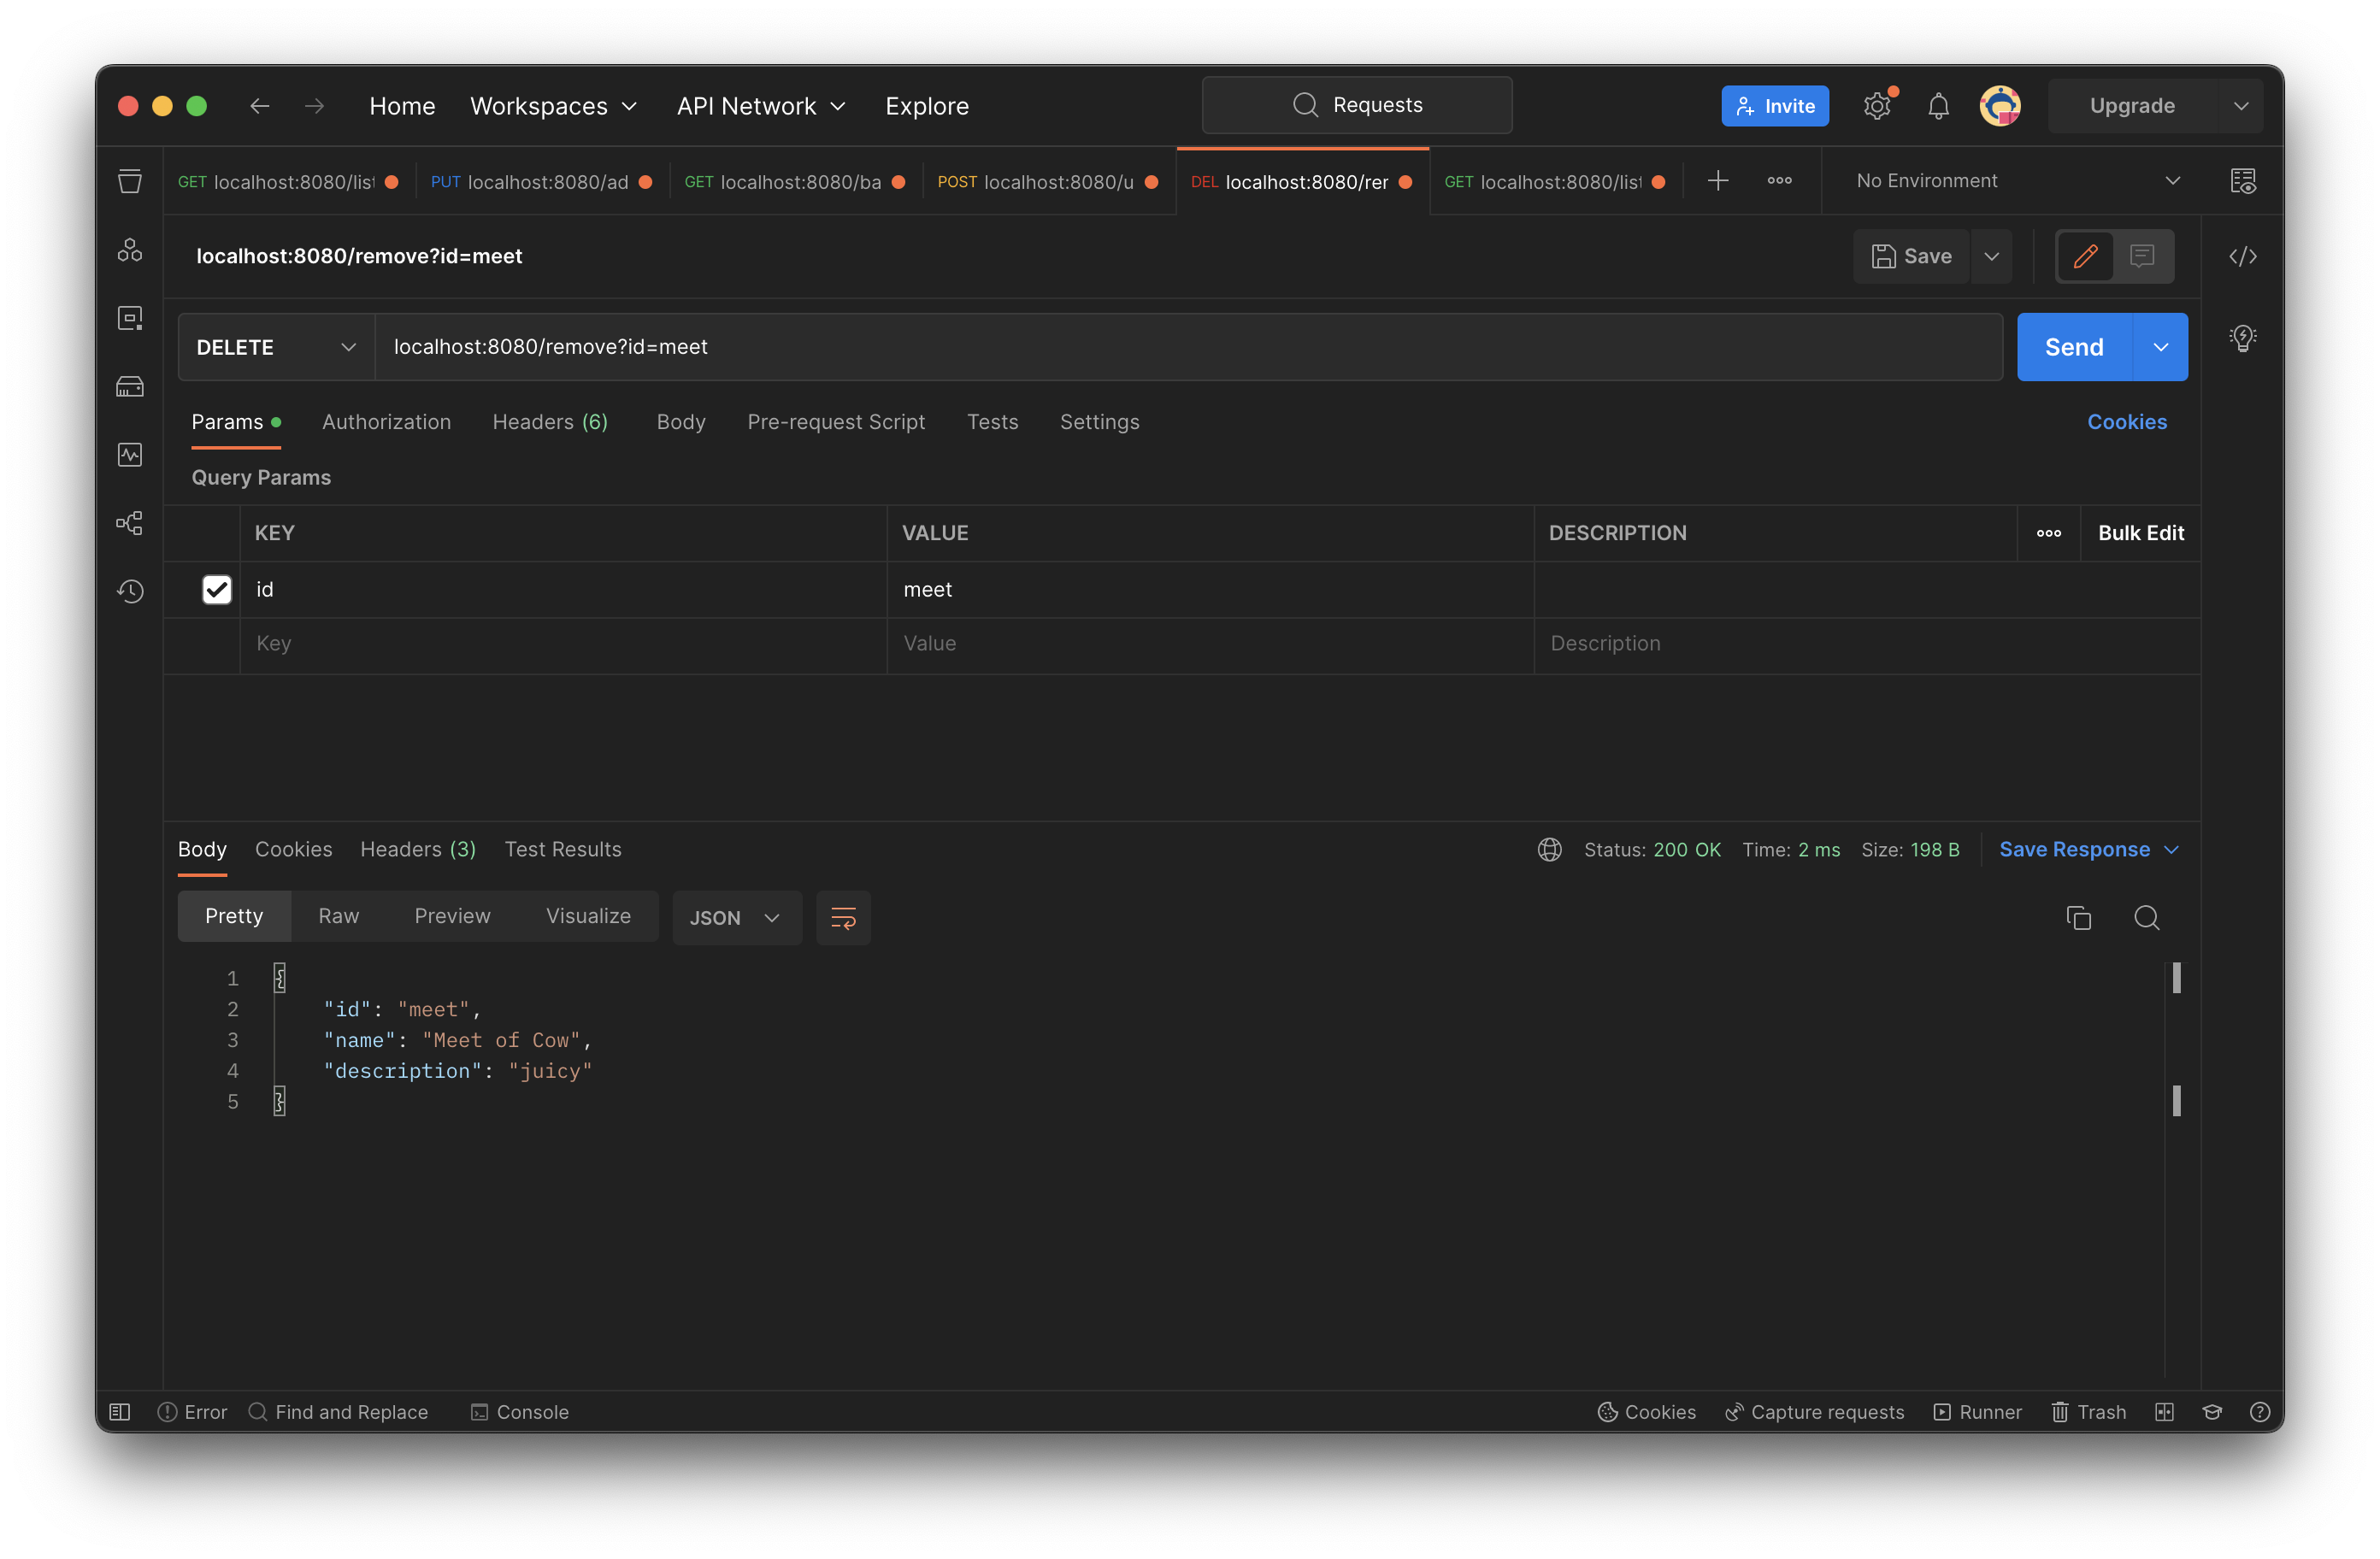 Home Workspaces API Network Explore Requests Invite Upgrade
GET localhost:8080/list PUT localhost:8080/ad GET localhost:8080/ba POST localhost:8080/u DEL localhost:8080/rer GET localhost:8080/list No Environment
localhost:8080/remove?id=meet Save
DELETE localhost:8080/remove?id=meet Send
Params Authorization Headers (6) Body Pre-request Script Tests Settings Cookies
Query Params
KEY VALUE DESCRIPTION Bulk Edit
id meet
Key Value Description
Body Cookies Headers (3) Test Results Status: 200 OK Time: 2 ms Size: 198 B Save Response
Pretty Raw Preview Visualize JSON
1 {
2 "id": "meet",
3 "name": "Meet of Cow",
4 "description": "juicy"
5 }
Error Find and Replace Console Cookies Capture requests Runner Trash